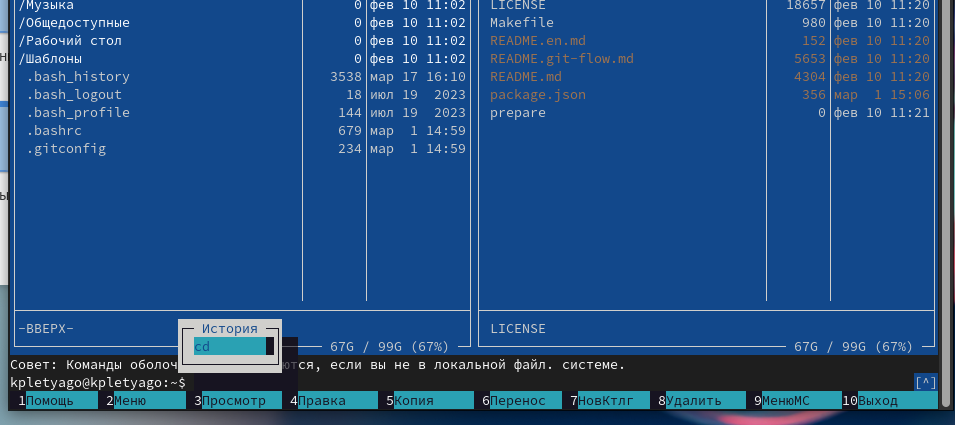 /Музыка 0 фев 10 11:02
/Общедоступные 0 фев 10 11:02
/Рабочий стол 0 фев 10 11:02
/Шаблоны 0 фев 10 11:02
.bash_history 3538 мар 17 16:10
.bash_logout 18 июл 19 2023
.bash_profile 144 июл 19 2023
.bashrc 679 мар 1 14:59
.gitconfig 234 мар 1 14:59
-ВВЕРХ-
67G / 99G (67%)
LICENSE 18657 фев 10 11:20
Makefile 980 фев 10 11:20
README.en.md 152 фев 10 11:20
README.git-flow.md 5653 фев 10 11:20
README.md 4304 фев 10 11:20
package.json 356 мар 1 15:06
prepare 0 фев 10 11:21
LICENSE
67G / 99G (67%)
История
cd
Совет: Команды оболоч ются, если вы не в локальной файл. системе.
kpletyago@kpletyago:~$ [^]
1Помощь 2Меню 3Просмотр 4Правка 5Копия 6Перенос 7НовКтлг 8Удалить 9МенюMC 10Выход